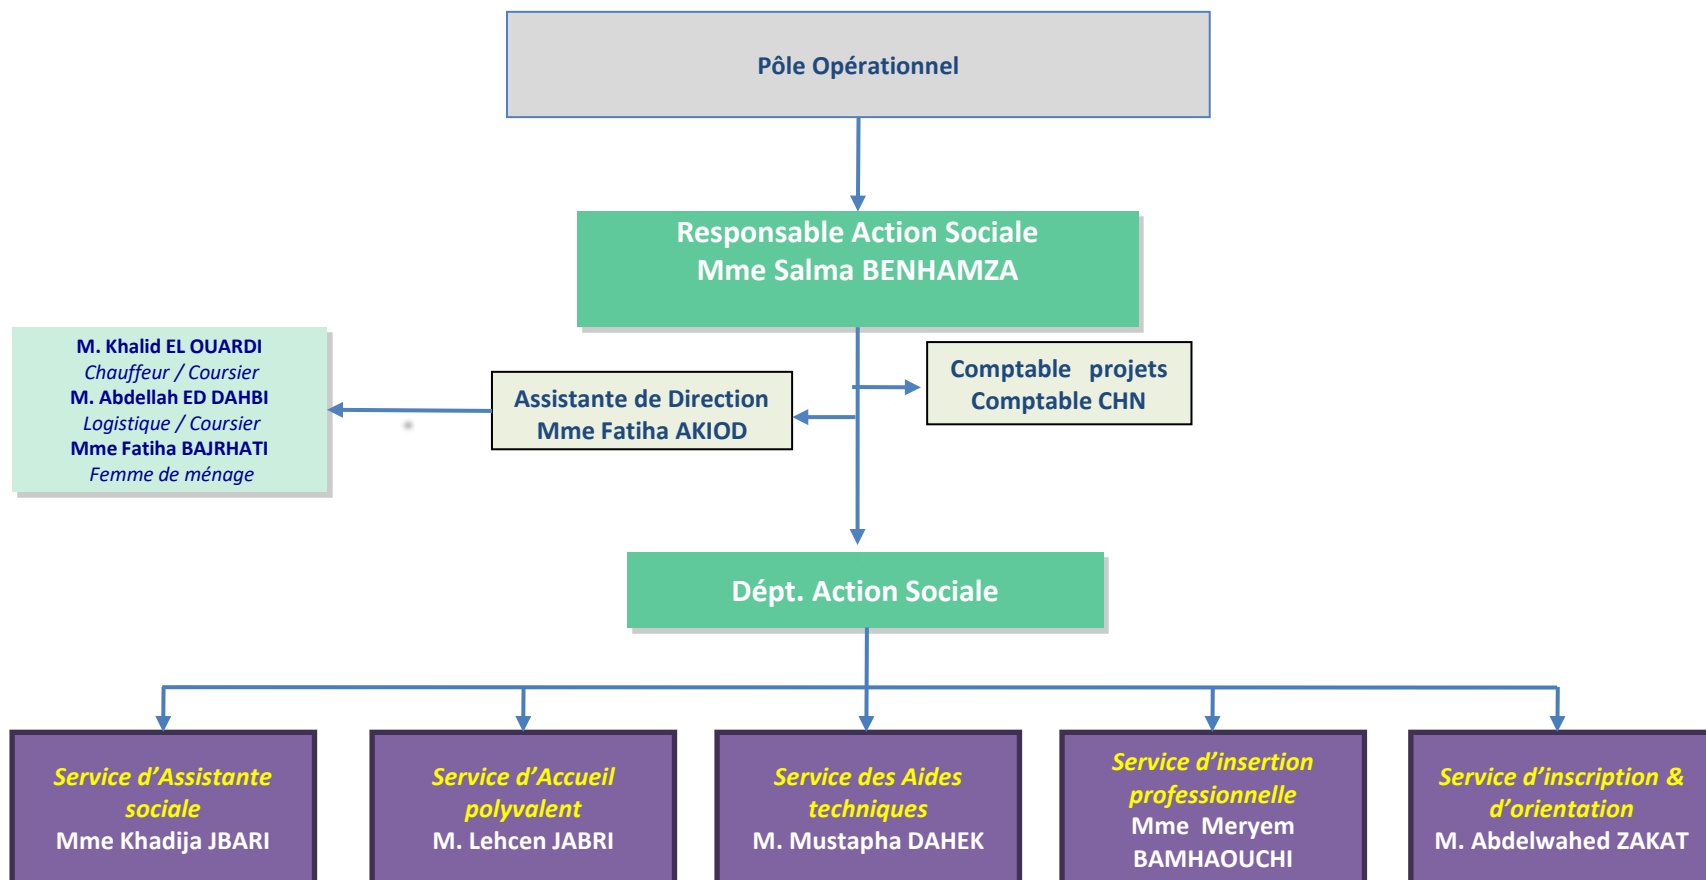 Pôle Opérationnel
Responsable Action Sociale
Mme Salma BENHAMZA
M. Khalid EL OUARDI
Chauffeur / Coursier
M. Abdellah ED DAHBI
Logistique / Coursier
Mme Fatiha BAJRHATI
Femme de ménage
Assistante de Direction
Mme Fatiha AKIOD
Comptable projets
Comptable CHN
Dépt. Action Sociale
Service d’Assistante
sociale
Mme Khadija JBARI
Service d’Accueil
polyvalent
M. Lehcen JABRI
Service des Aides
techniques
M. Mustapha DAHEK
Service d’insertion
professionnelle
Mme Meryem
BAMHAOUCHI
Service d’inscription &
d’orientation
M. Abdelwahed ZAKAT